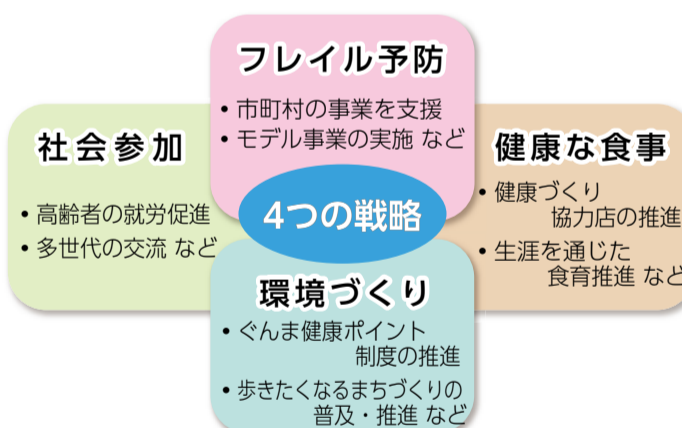 フレイル予防
• 市町村の事業を支援
• モデル事業の実施 など
社会参加
• 高齢者の就労促進
• 多世代の交流 など
4つの戦略
健康な食事
• 健康づくり
協力店の推進
• 生涯を通じた
食育推進 など
環境づくり
• ぐんま健康ポイント
制度の推進
• 歩きたくなるまちづくりの
普及・推進 など